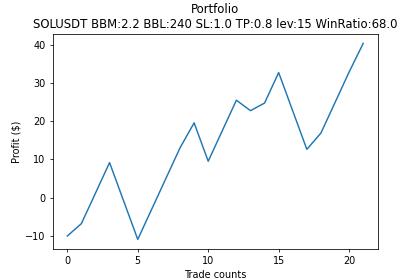 Portfolio
SOLUSDT BBM:2.2 BBL:240 SL:1.0 TP:0.8 lev:15 WinRatio:68.0
40
30
20
10
0
−10
Profit ($)
0 5 10 15 20
Trade counts